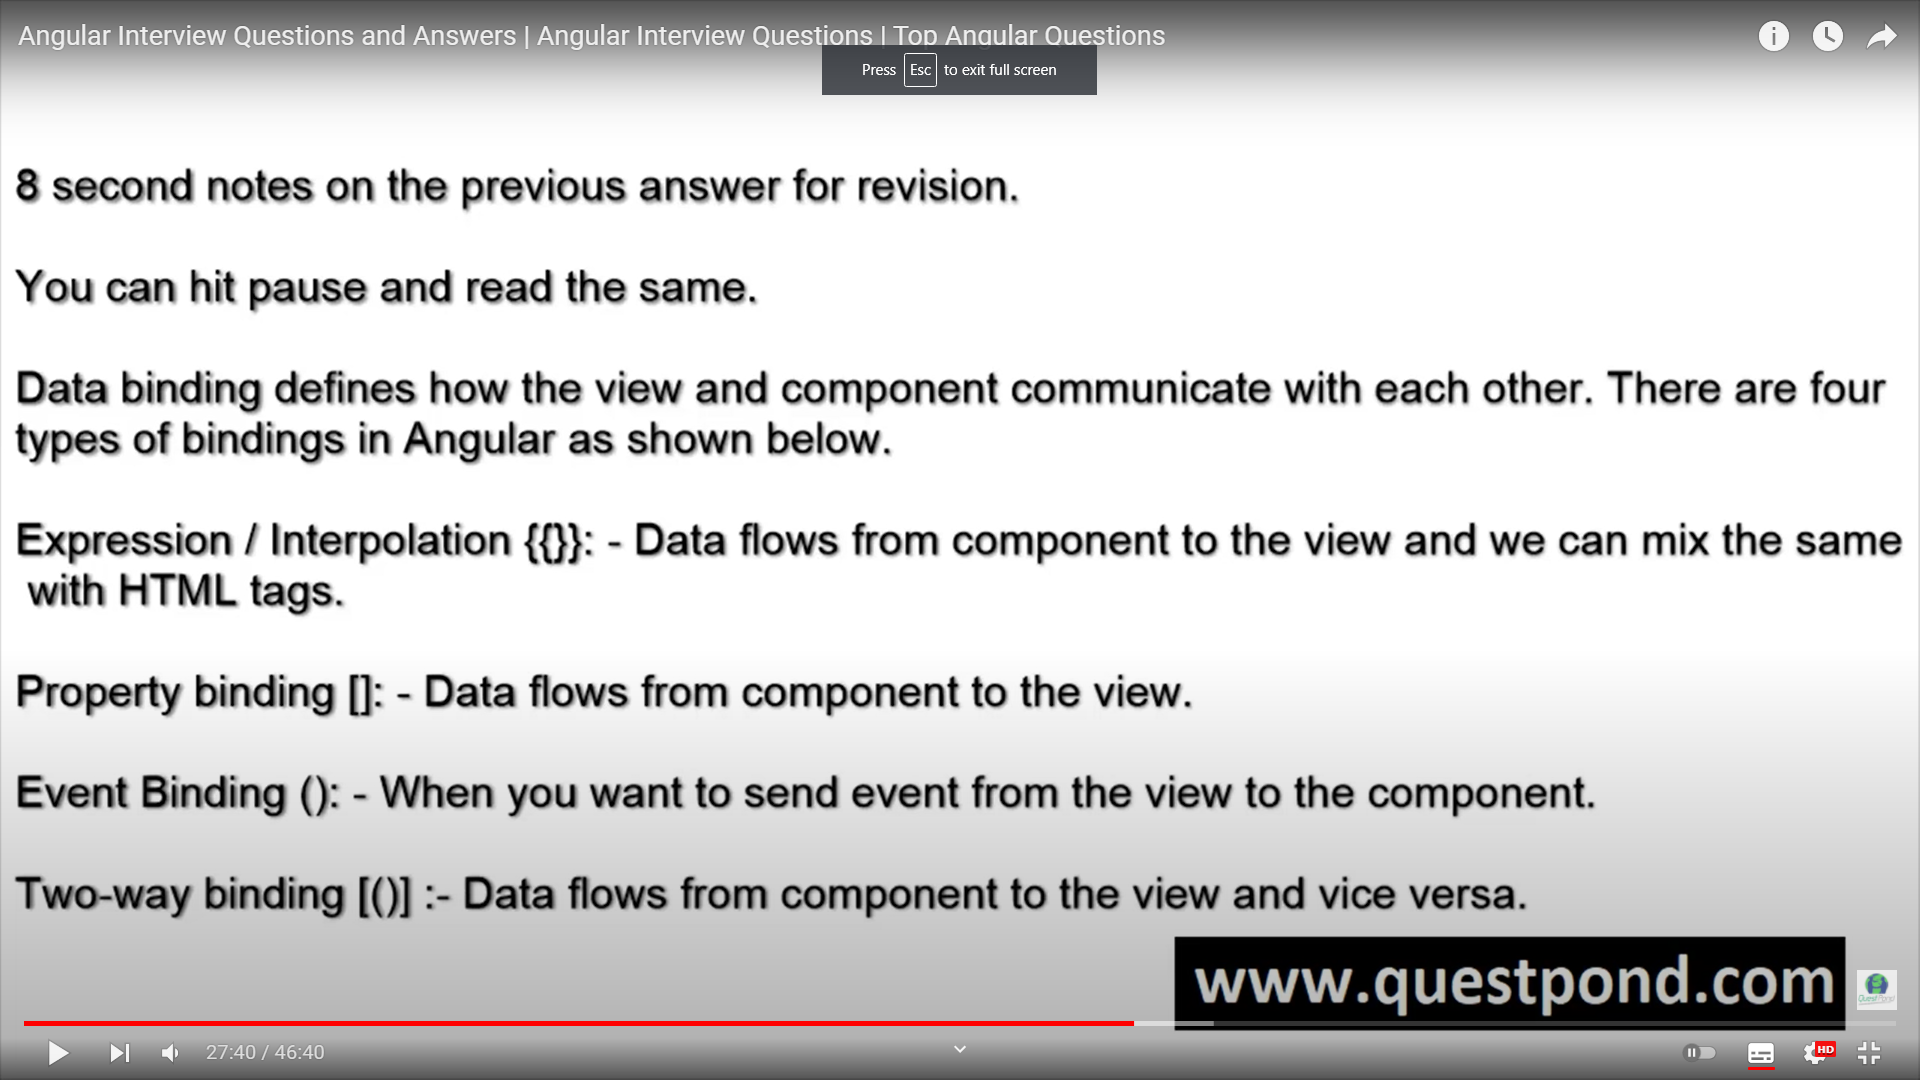 Angular Interview Questions and Answers | Angular Interview Questions | Top Angular Questions
Press Esc to exit full screen
8 second notes on the previous answer for revision.
You can hit pause and read the same.
Data binding defines how the view and component communicate with each other. There are four
types of bindings in Angular as shown below.
Expression / Interpolation {{}}: - Data flows from component to the view and we can mix the same
with HTML tags.
Property binding []: - Data flows from component to the view.
Event Binding (): - When you want to send event from the view to the component.
Two-way binding [()] :- Data flows from component to the view and vice versa.
www.questpond.com
QuestPond
27:40 / 46:40
HD